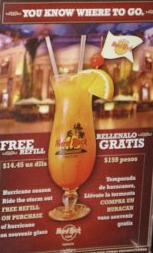 YOU KNOW WHERE TO GO.
FREE
REFILL
$14.45 us dlls
RELLENALO
GRATIS
$159 pesos
Hurricane season
Ride the storm out
FREE REFILL
ON PURCHASE
of hurricane
on souvenir glass
Temporada
de huracanes,
Llévate la tormenta
COMPRA UN
HURACAN
vaso souvenir
gratis
Hard Rock